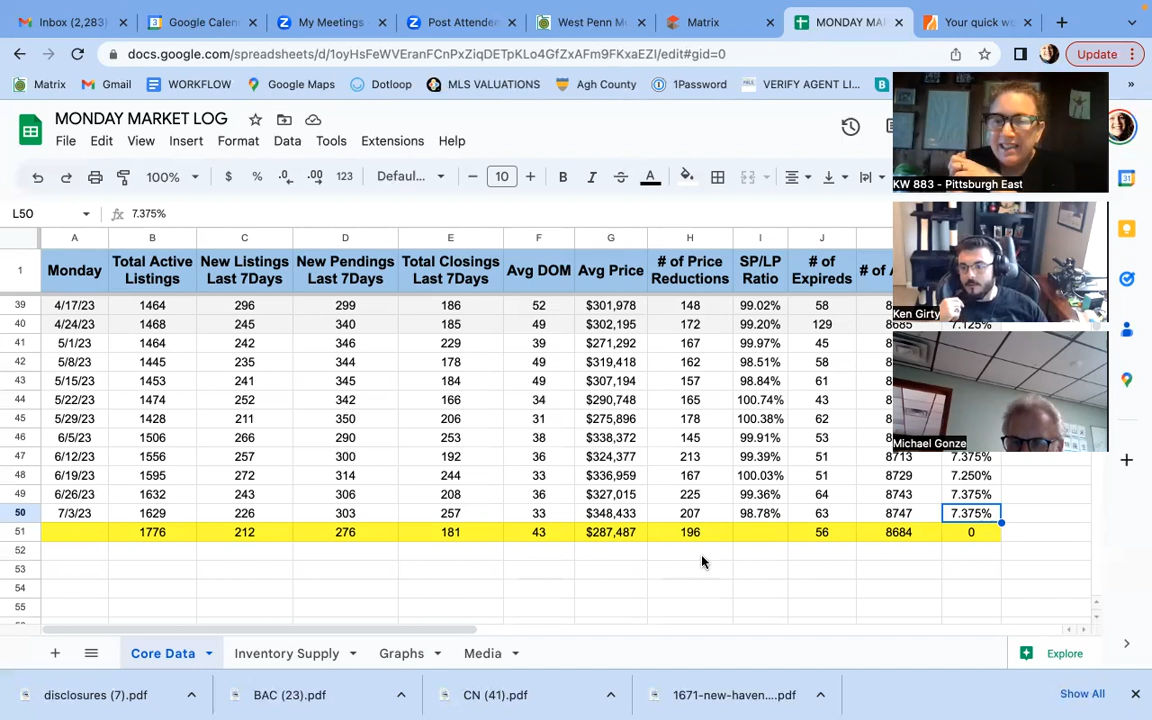 Inbox (2,283)
Google Calen
My Meetings -
Post Attenden
West Penn Mu
Matrix
MONDAY MAR
Your quick wo
docs.google.com/spreadsheets/d/1oyHsFeWVEranFCnPxZiqDETpKLo4GfZxAFm9FKxaEZI/edit#gid=0
Update
Matrix
Gmail
WORKFLOW
Google Maps
Dotloop
MLS VALUATIONS
Agh County
1Password
VERIFY AGENT LI...
MONDAY MARKET LOG
File Edit View Insert Format Data Tools Extensions Help
100% $ % .0 .00 123 Defaul... 10 B I S A
L50 fx 7.375%
A B C D E F G H I J
1 Monday Total Active Listings New Listings Last 7Days New Pendings Last 7Days Total Closings Last 7Days Avg DOM Avg Price # of Price Reductions SP/LP Ratio # of Expireds # of A
39 4/17/23 1464 296 299 186 52 $301,978 148 99.02% 58 8
40 4/24/23 1468 245 340 185 49 $302,195 172 99.20% 129 8685 7.125%
41 5/1/23 1464 242 346 229 39 $271,292 167 99.97% 45 8
42 5/8/23 1445 235 344 178 49 $319,418 162 98.51% 58 8
43 5/15/23 1453 241 345 184 49 $307,194 157 98.84% 61 8
44 5/22/23 1474 252 342 166 34 $290,748 165 100.74% 43 8
45 5/29/23 1428 211 350 206 31 $275,896 178 100.38% 62 8
46 6/5/23 1506 266 290 253 38 $338,372 145 99.91% 53 8
47 6/12/23 1556 257 300 192 36 $324,377 213 99.39% 51 8713 7.375%
48 6/19/23 1595 272 314 244 33 $336,959 167 100.03% 51 8729 7.250%
49 6/26/23 1632 243 306 208 36 $327,015 225 99.36% 64 8743 7.375%
50 7/3/23 1629 226 303 257 33 $348,433 207 98.78% 63 8747 7.375%
51 1776 212 276 181 43 $287,487 196 56 8684 0
52
53
54
55
KW 883 - Pittsburgh East
Ken Girty
Michael Gonze
Core Data
Inventory Supply
Graphs
Media
Explore
disclosures (7).pdf
BAC (23).pdf
CN (41).pdf
1671-new-haven....pdf
Show All